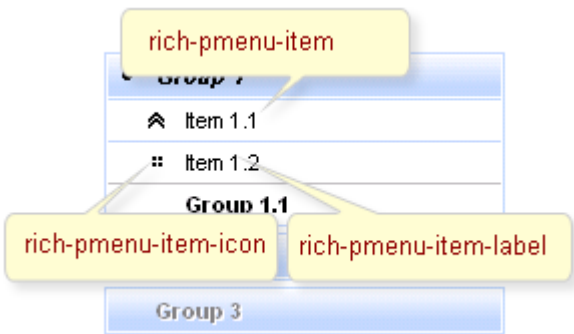 rich-pmenu-item
Group 1
Item 1.1
Item 1.2
Group 1.1
rich-pmenu-item-icon
rich-pmenu-item-label
Group 3